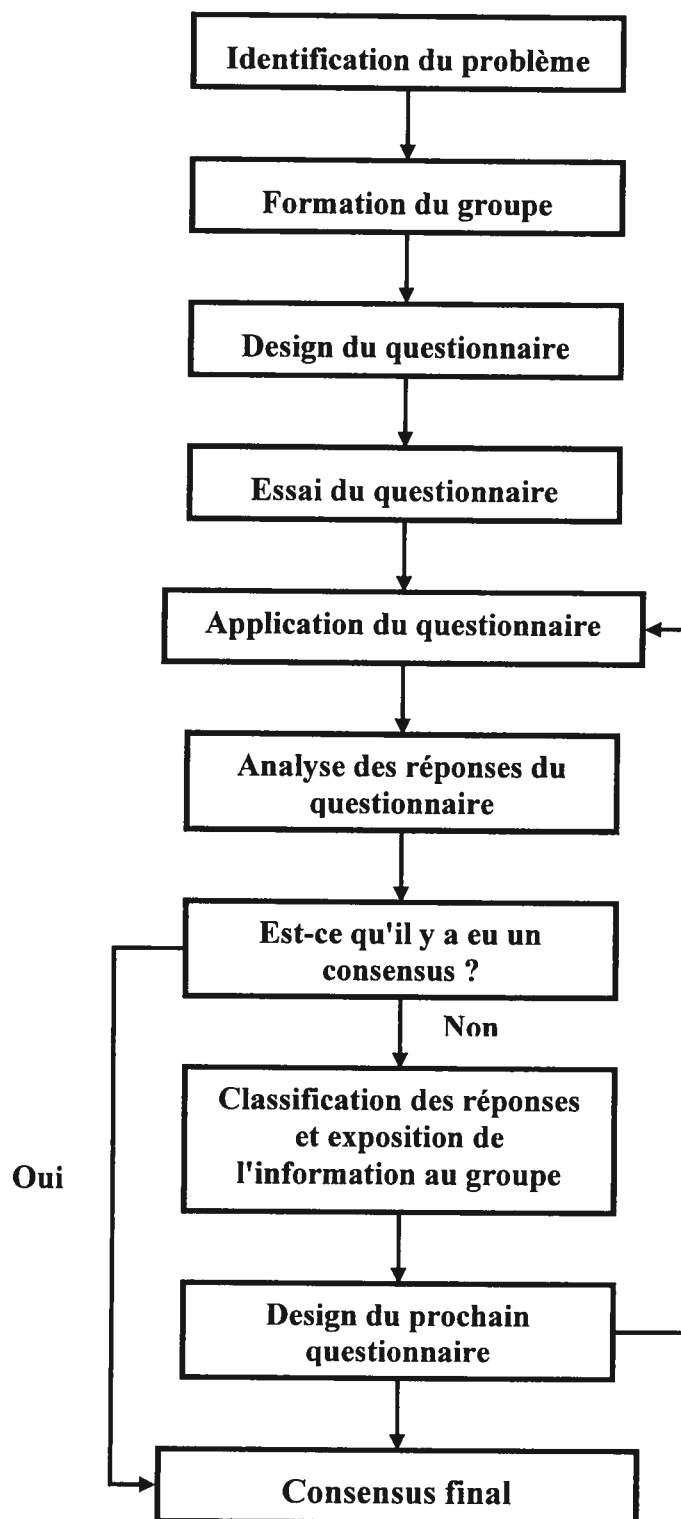 Identification du problème
Formation du groupe
Design du questionnaire
Essai du questionnaire
Application du questionnaire
Analyse des réponses du
questionnaire
Est-ce qu'il y a eu un
consensus ?
Non
Classification des réponses
et exposition de
l'information au groupe
Oui
Design du prochain
questionnaire
Consensus final